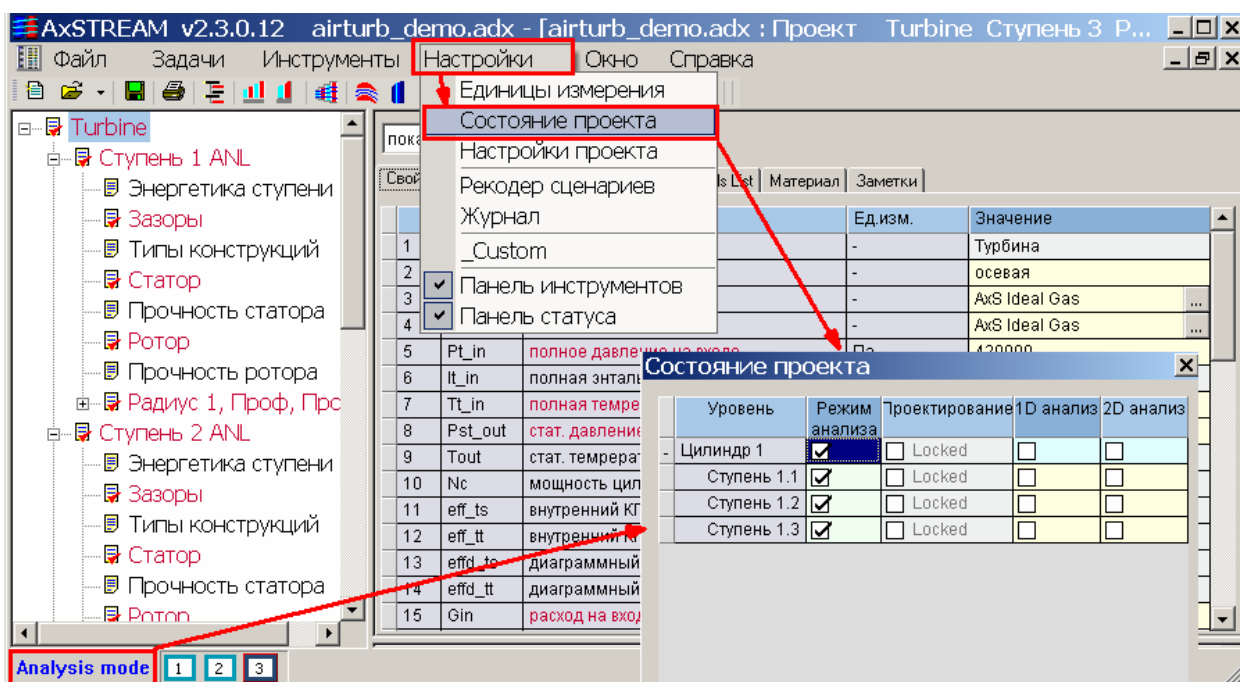 AxSTREAM v2.3.0.12 airturb_demo.adx - [airturb_demo.adx : Проект Turbine Ступень 3 P...
Файл Задачи Инструменты Настройки Окно Справка
Единицы измерения
Состояние проекта
Настройки проекта
Рекодер сценариев
Журнал
_Custom
Панель инструментов
Панель статуса
Turbine
Ступень 1 ANL
Энергетика ступени
Зазоры
Типы конструкций
Статор
Прочность статора
Ротор
Прочность ротора
Радиус 1, Проф, Прс
Ступень 2 ANL
Энергетика ступени
Зазоры
Типы конструкций
Статор
Прочность статора
Ротор
пока
Свой ls List Материал Заметки
Ед.изм. Значение
1 - Турбина
2 - осевая
3 - AxS Ideal Gas ...
4 - AxS Ideal Gas ...
5 Pt_in полное давление на входе Па 420000
6 It_in полная энталь
7 Tt_in полная темпе
8 Pst_out стат. давление
9 Tout стат. темрера
10 Nc мощность цил
11 eff_ts внутренний КП
12 eff_tt внутренний К
13 effd_ts диаграммный
14 effd_tt диаграммный
15 Gin расход на вход
Состояние проекта
Уровень Режим анализа Проектирование 1D анализ 2D анализ
- Цилиндр 1 Locked
Ступень 1.1 Locked
Ступень 1.2 Locked
Ступень 1.3 Locked
Analysis mode 1 2 3